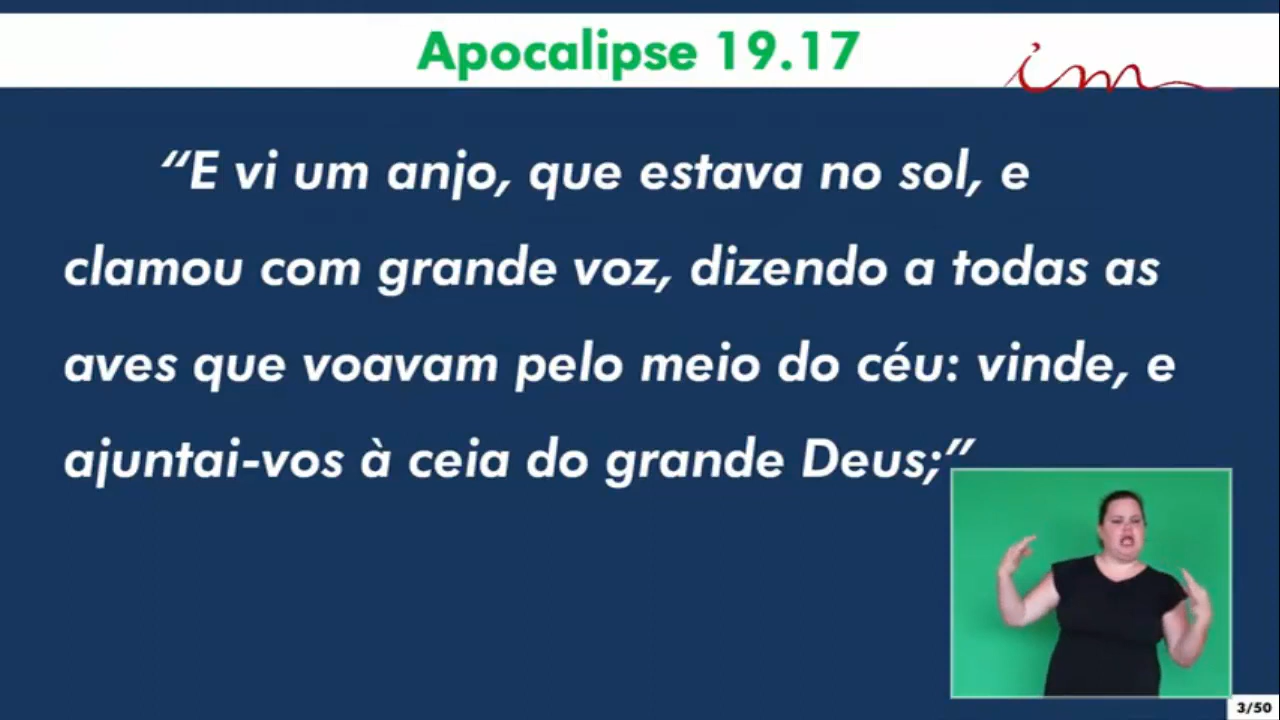 Apocalipse 19.17
im
“E vi um anjo, que estava no sol, e
clamou com grande voz, dizendo a todas as
aves que voavam pelo meio do céu: vinde, e
ajuntai-vos à ceia do grande Deus;”
3/50